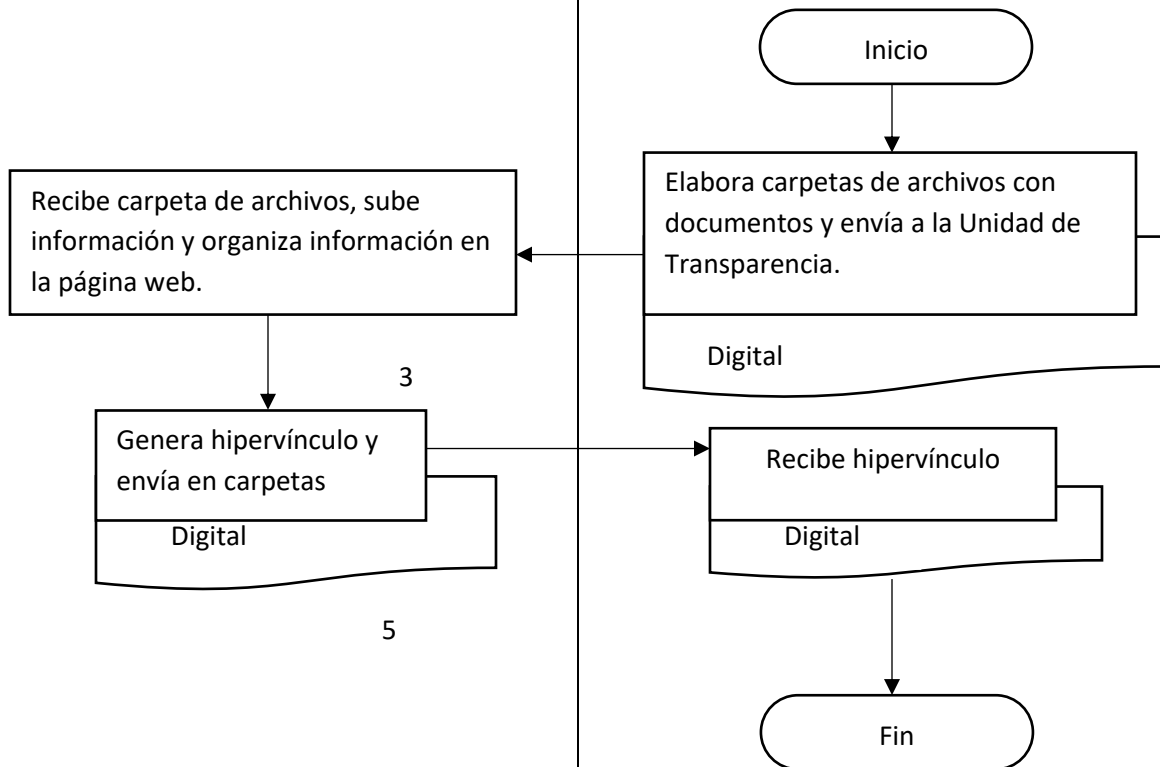 Inicio
Elabora carpetas de archivos con
documentos y envía a la Unidad de
Transparencia.
Digital
Recibe carpeta de archivos, sube
información y organiza información en
la página web.
3
Genera hipervínculo y
envía en carpetas
Digital
5
Recibe hipervínculo
Digital
Fin